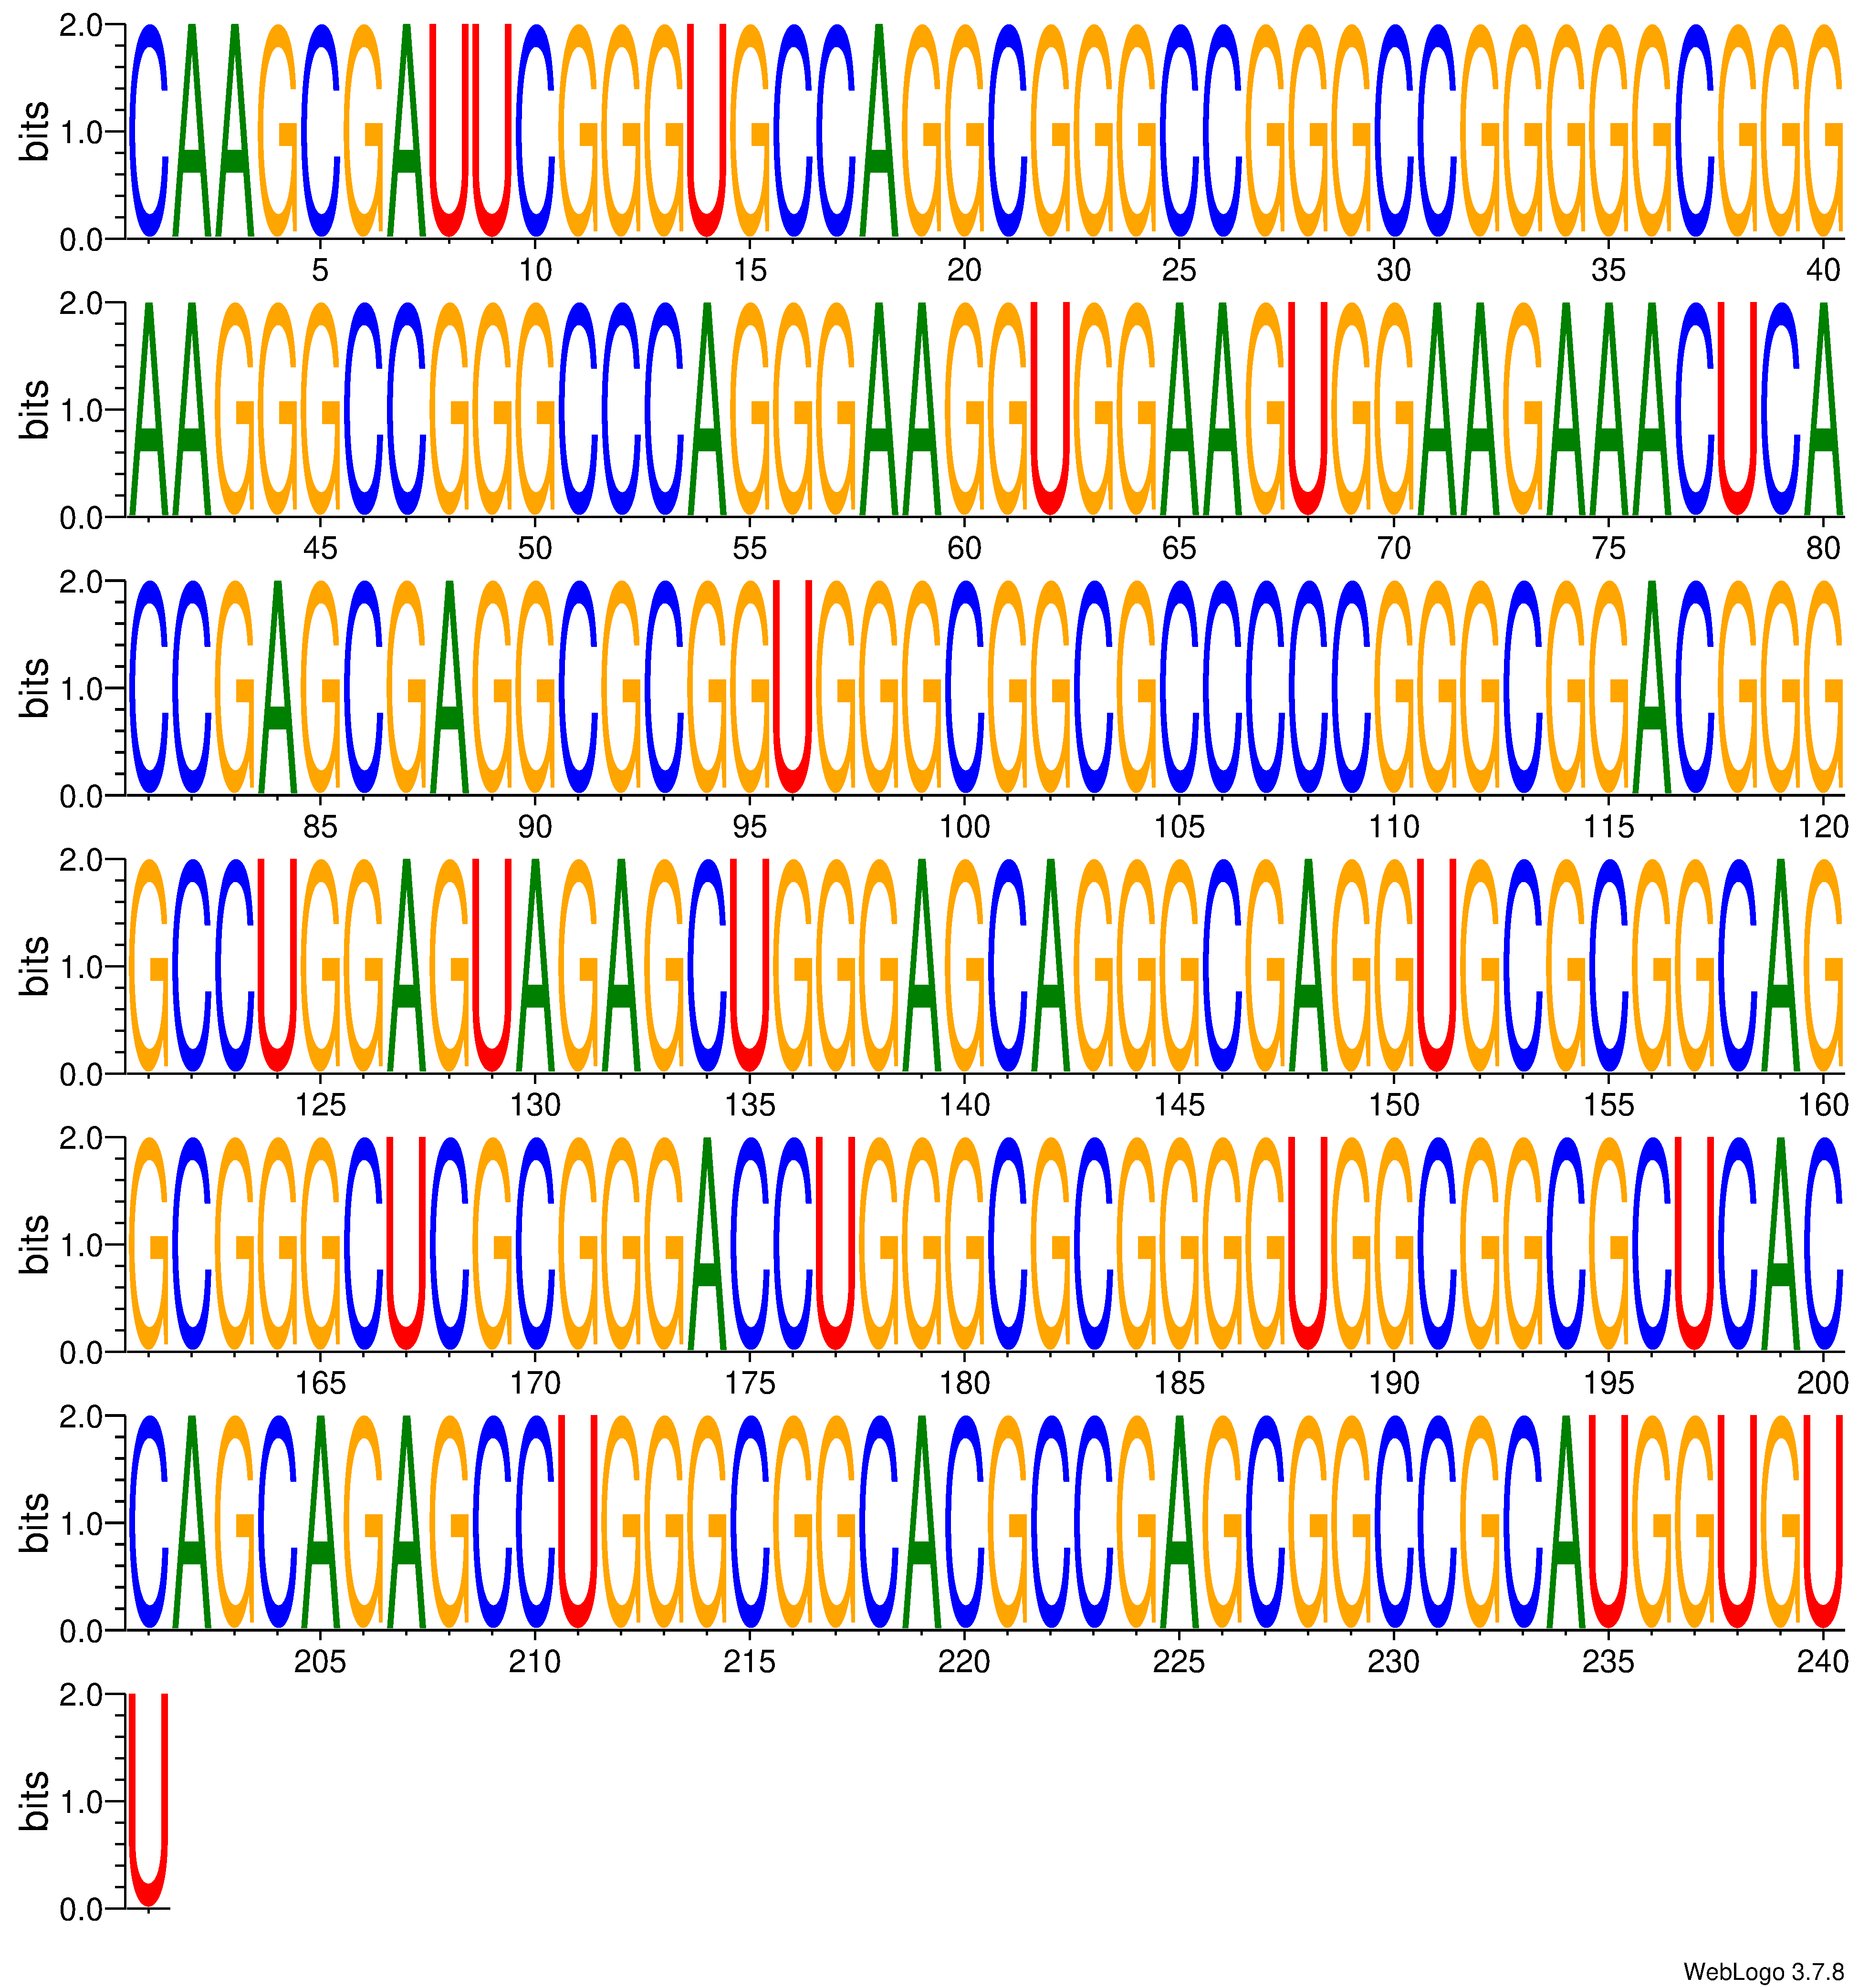 2.0 CAAGCGAUUCGGGUGCCAGGCGGGCCGGGCCGGGGGCGGG
bits 1.0
0.0
5 10 15 20 25 30 35 40
2.0 AAGGGCCGGGCCCAGGGAAGGUGGAAGUGGAAGAAACUCA
bits 1.0
0.0
45 50 55 60 65 70 75 80
2.0 CCGAGCGAGGCGCGGUGGGCGGCGCCCCCGGGCGGACGGG
bits 1.0
0.0
85 90 95 100 105 110 115 120
2.0 GCCUGGAGUAGAGCUGGGAGCAGGGCGAGGUGCGCGGCAG
bits 1.0
0.0
125 130 135 140 145 150 155 160
2.0 GCGGGCUCGCGGGACCUGGGCGCGGGGUGGCGGCGCUCAC
bits 1.0
0.0
165 170 175 180 185 190 195 200
2.0 CAGCAGAGCCUGGGCGGCACGCCGAGCGGCCGCAUGGUGU
bits 1.0
0.0
205 210 215 220 225 230 235 240
2.0 U
bits 1.0
0.0
WebLogo 3.7.8